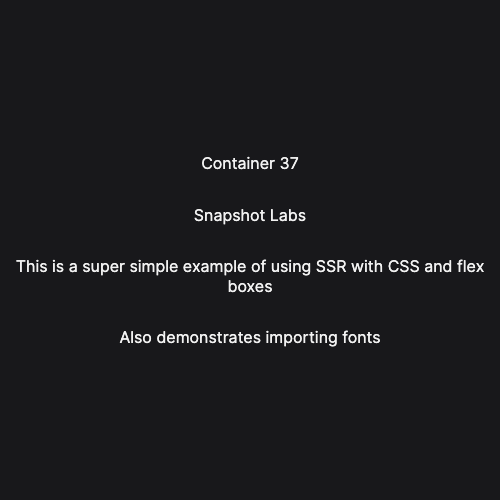 Container 37
Snapshot Labs
This is a super simple example of using SSR with CSS and flex
boxes
Also demonstrates importing fonts